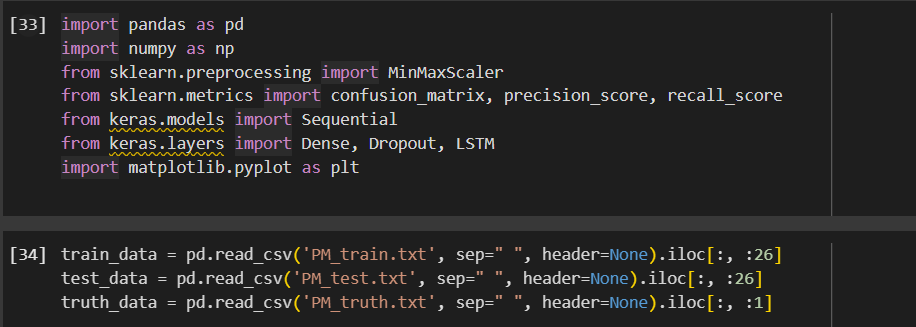 [33] import pandas as pd
import numpy as np
from sklearn.preprocessing import MinMaxScaler
from sklearn.metrics import confusion_matrix, precision_score, recall_score
from keras.models import Sequential
from keras.layers import Dense, Dropout, LSTM
import matplotlib.pyplot as plt
[34] train_data = pd.read_csv('PM_train.txt', sep=" ", header=None).iloc[:, :26]
test_data = pd.read_csv('PM_test.txt', sep=" ", header=None).iloc[:, :26]
truth_data = pd.read_csv('PM_truth.txt', sep=" ", header=None).iloc[:, :1]